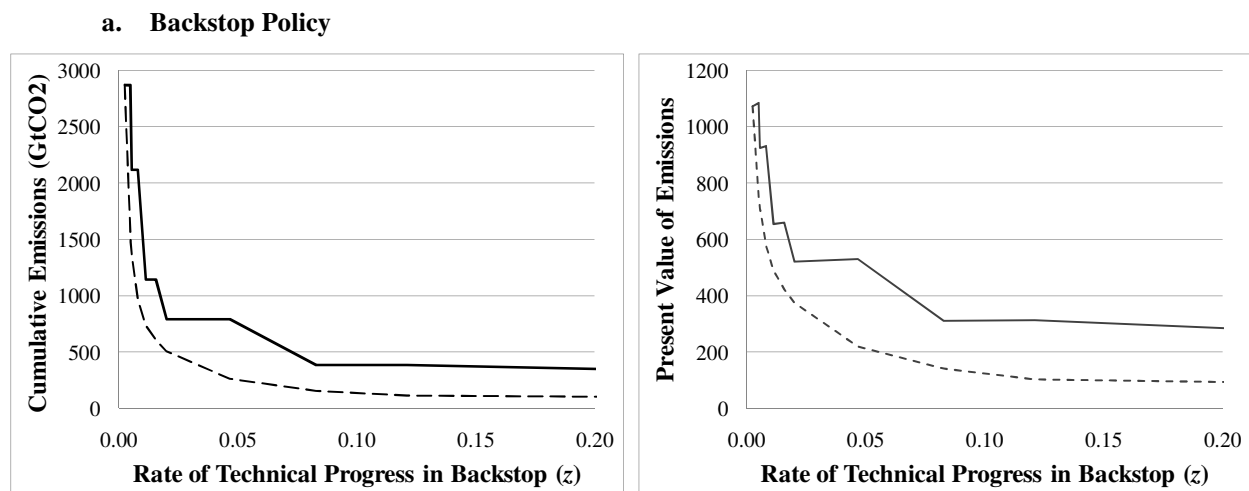 a. Backstop Policy
Cumulative Emissions (GtCO2)
3000
2500
2000
1500
1000
500
0
0.00 0.05 0.10 0.15 0.20
Rate of Technical Progress in Backstop (z)
Present Value of Emissions
1200
1000
800
600
400
200
0
0.00 0.05 0.10 0.15 0.20
Rate of Technical Progress in Backstop (z)